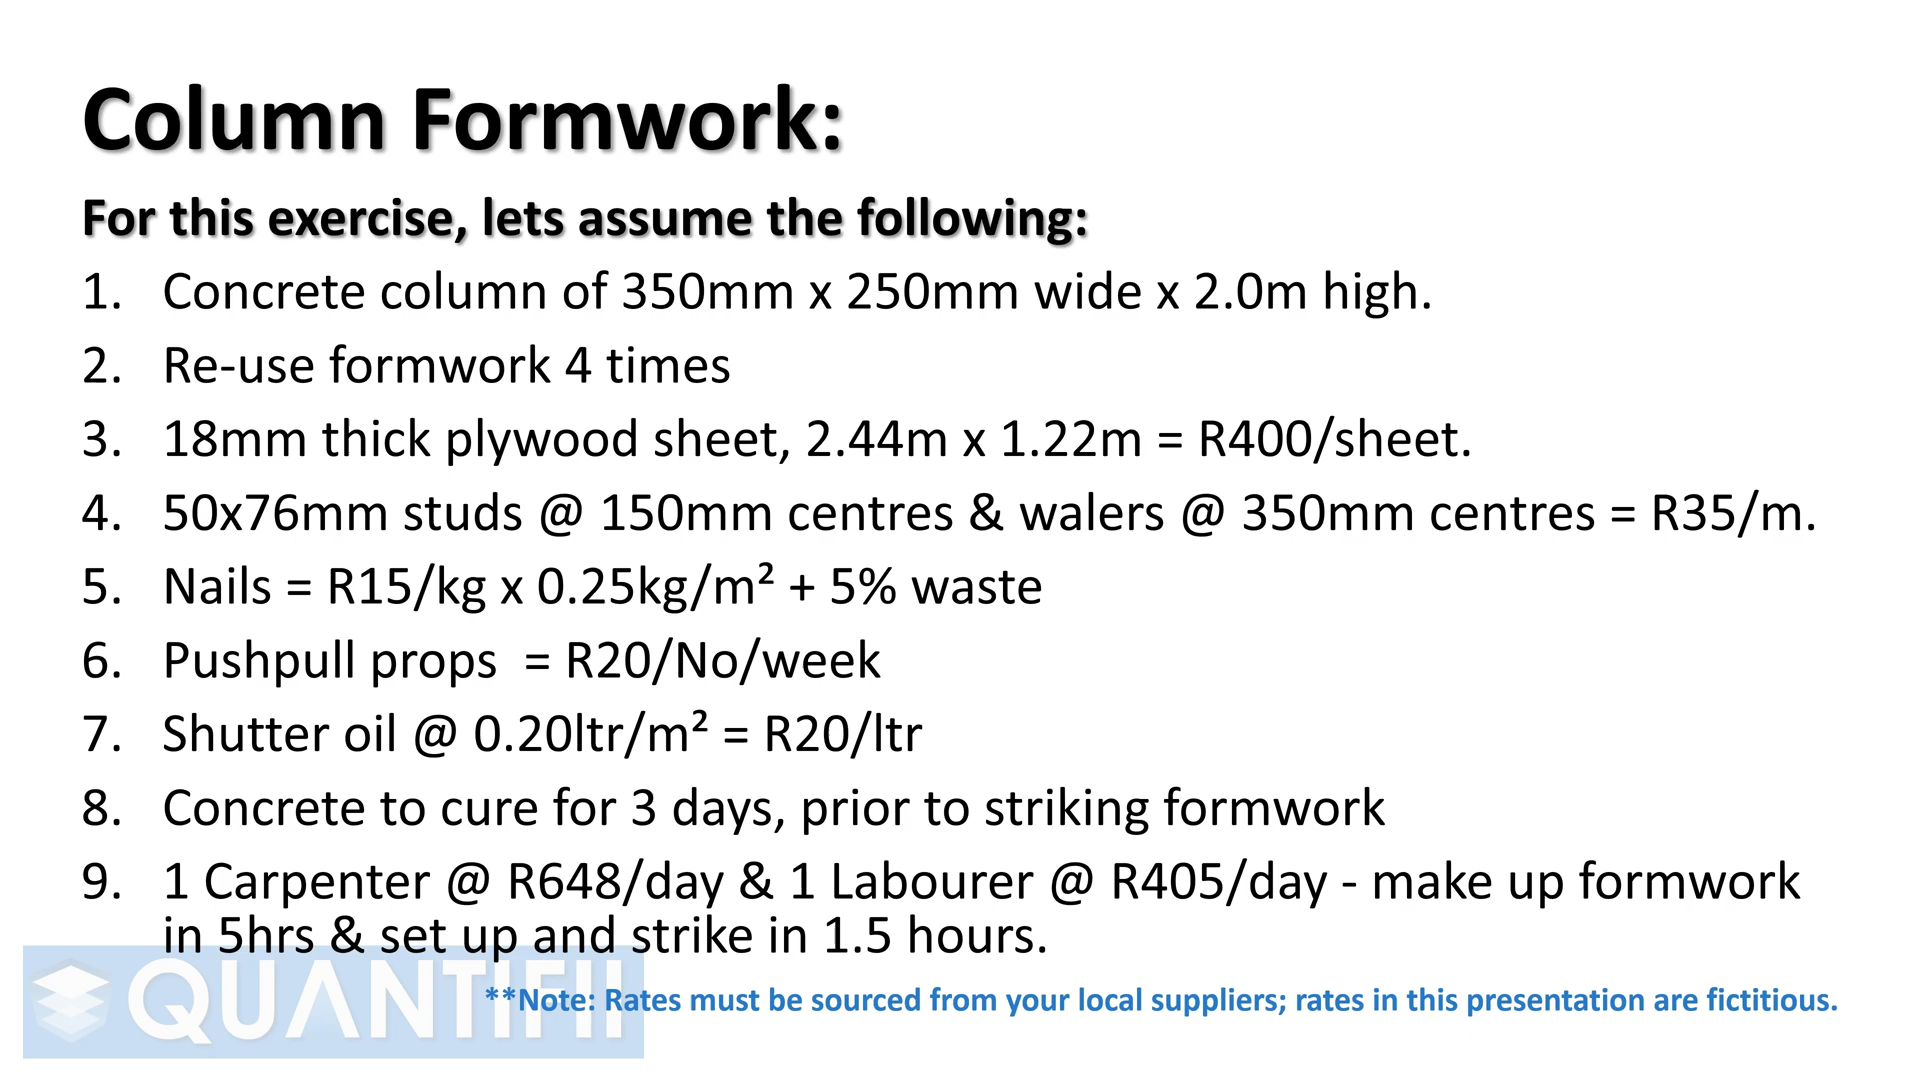 Column Formwork:
For this exercise, lets assume the following:
1. Concrete column of 350mm x 250mm wide x 2.0m high.
2. Re-use formwork 4 times
3. 18mm thick plywood sheet, 2.44m x 1.22m = R400/sheet.
4. 50x76mm studs @ 150mm centres & walers @ 350mm centres = R35/m.
5. Nails = R15/kg x 0.25kg/m² + 5% waste
6. Pushpull props = R20/No/week
7. Shutter oil @ 0.20ltr/m² = R20/ltr
8. Concrete to cure for 3 days, prior to striking formwork
9. 1 Carpenter @ R648/day & 1 Labourer @ R405/day - make up formwork
in 5hrs & set up and strike in 1.5 hours.
QUANTIFII
**Note: Rates must be sourced from your local suppliers; rates in this presentation are fictitious.